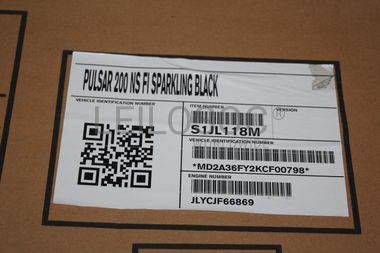 PULSAR 200 NS FI SPARKLING BLACK
VEHICLE IDENTIFICATION NUMBER
ITEM NUMBER
VERSION
S1JL118M
LEILOSOC®
VEHICLE IDENTIFICATION NUMBER
*MD2A36FY2KCF00798*
ENGINE NUMBER
JLYCJF66869